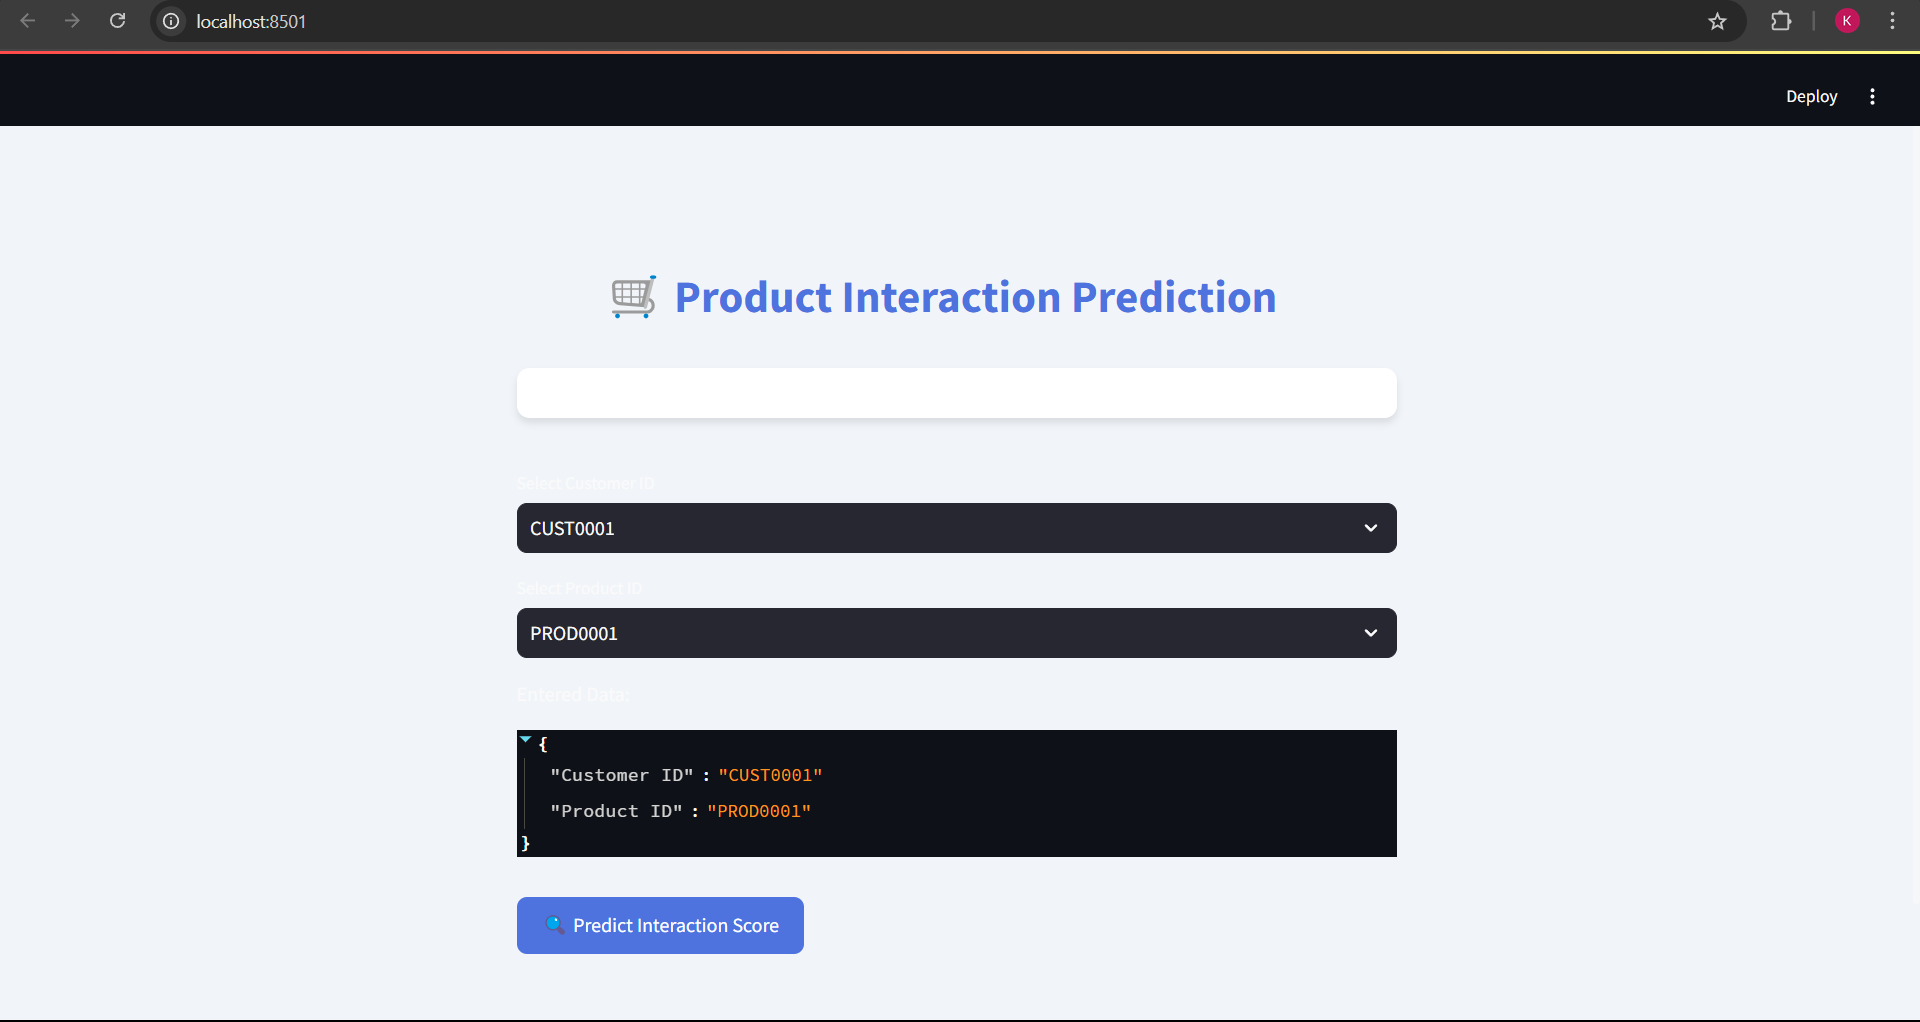 localhost:8501
K
Deploy
Product Interaction Prediction
Select Customer ID
CUST0001
Select Product ID
PROD0001
Entered Data:
{
"Customer ID" : "CUST0001"
"Product ID" : "PROD0001"
}
Predict Interaction Score